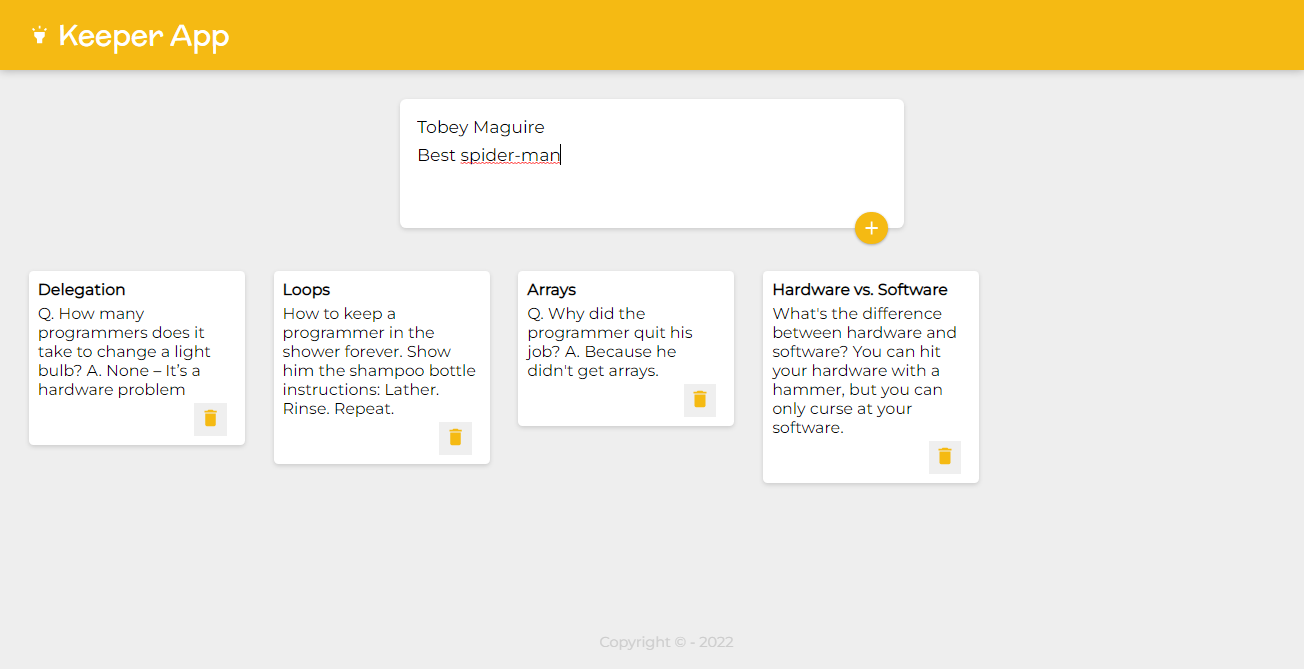 Keeper App
Tobey Maguire
Best spider-man
+
Delegation
Q. How many
programmers does it
take to change a light
bulb? A. None – It’s a
hardware problem
Loops
How to keep a
programmer in the
shower forever. Show
him the shampoo bottle
instructions: Lather.
Rinse. Repeat.
Arrays
Q. Why did the
programmer quit his
job? A. Because he
didn't get arrays.
Hardware vs. Software
What's the difference
between hardware and
software? You can hit
your hardware with a
hammer, but you can
only curse at your
software.
Copyright © - 2022